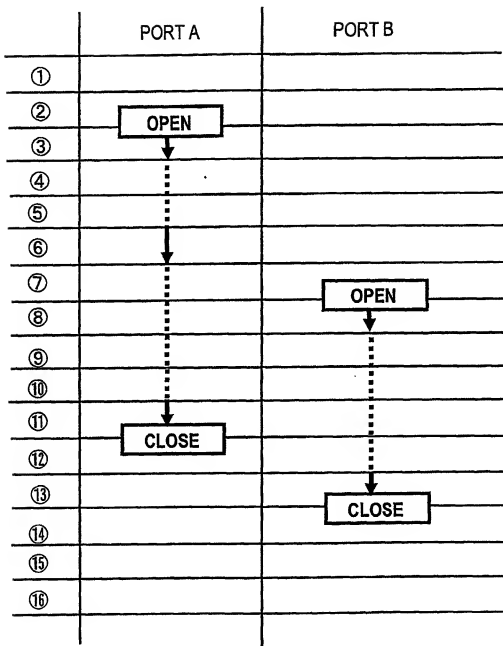 PORT A PORT B
①
② OPEN
③
④
⑤
⑥
⑦ OPEN
⑧
⑨
⑩
⑪ CLOSE
⑫
⑬ CLOSE
⑭
⑮
⑯